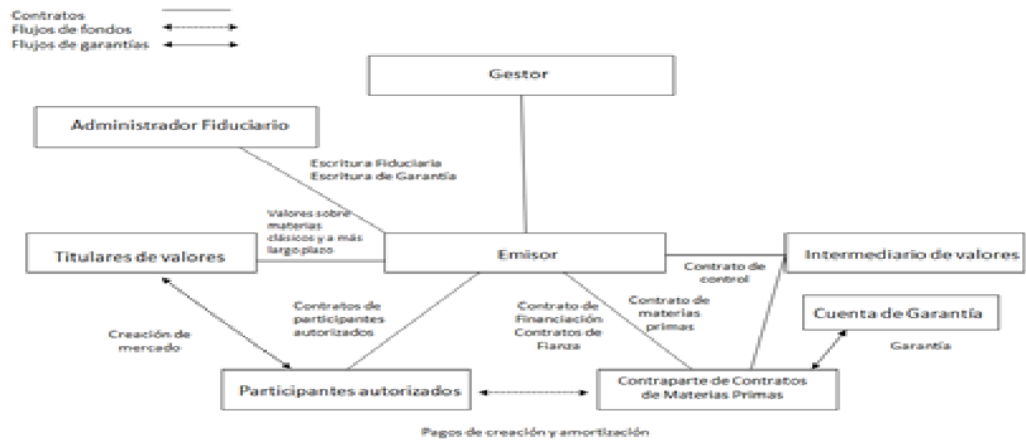 Contratos
Flujos de fondos
Flujos de garantías
Gestor
Administrador Fiduciario
Escritura Fiduciaria
Escritura de Garantía
Valores sobre
materias
clásicos y a más
largo plazo
Titulares de valores
Emisor
Intermediario de valores
Contrato de
control
Contratos de
participantes
autorizados
Contrato de
Financiación
Contratos de
Fianza
Contrato de
materias
primas
Cuenta de Garantía
Creación de
mercado
Garantía
Participantes autorizados
Contraparte de Contratos
de Materias Primas
Pagos de creación y amortización